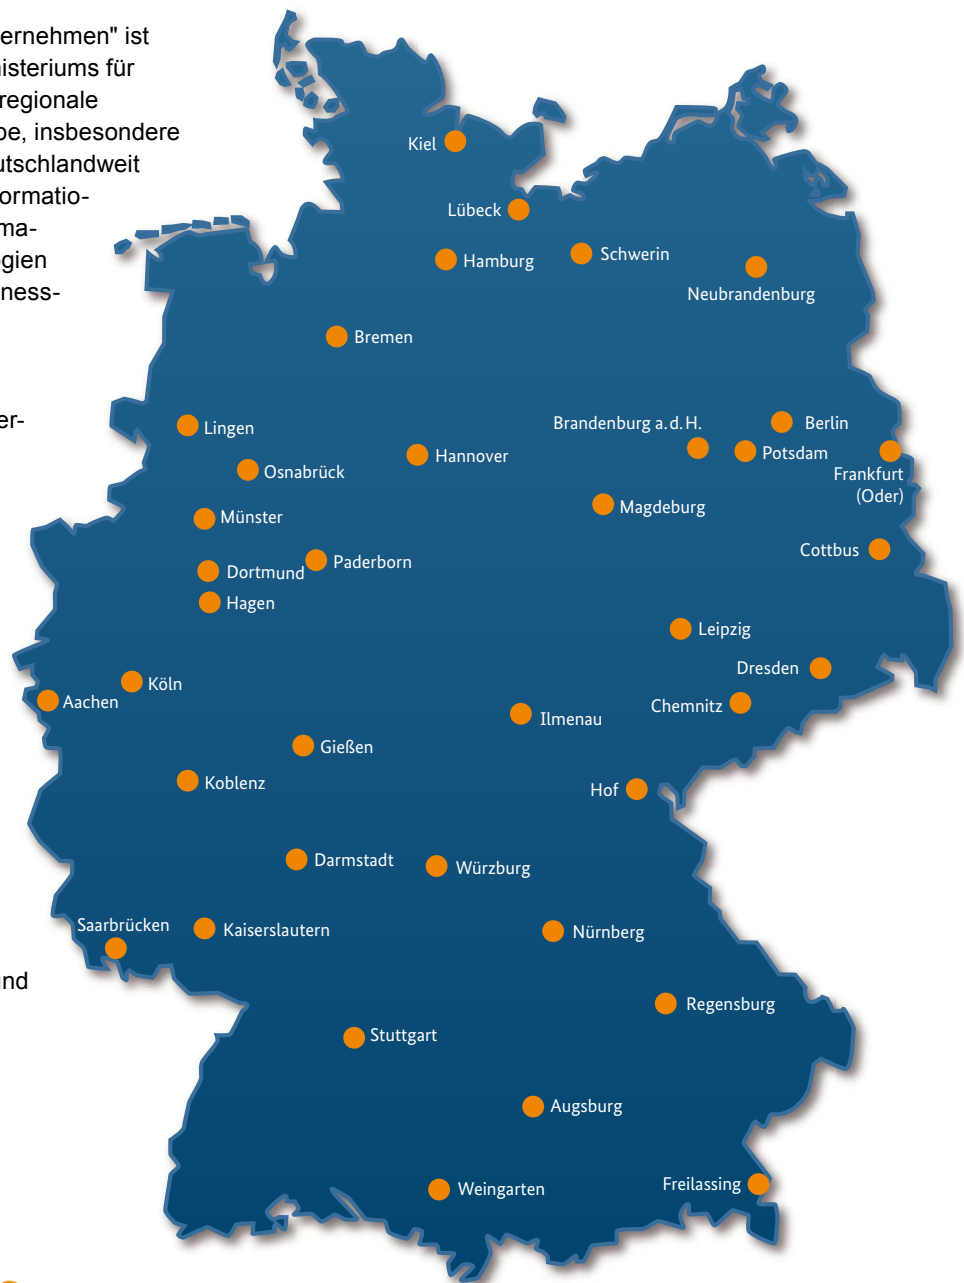 ernehmen" ist
isteriums für
regionale
be, insbesondere
utschlandweit
ormatio-
ma-
gien
ness-
er-
und
Kiel
Lübeck
Hamburg
Schwerin
Neubrandenburg
Bremen
Lingen
Osnabrück
Hannover
Brandenburg a. d. H.
Berlin
Potsdam
Frankfurt
(Oder)
Münster
Magdeburg
Cottbus
Dortmund
Paderborn
Hagen
Leipzig
Dresden
Köln
Aachen
Chemnitz
Ilmenau
Gießen
Koblenz
Hof
Darmstadt
Würzburg
Saarbrücken
Kaiserslautern
Nürnberg
Regensburg
Stuttgart
Augsburg
Weingarten
Freilassing